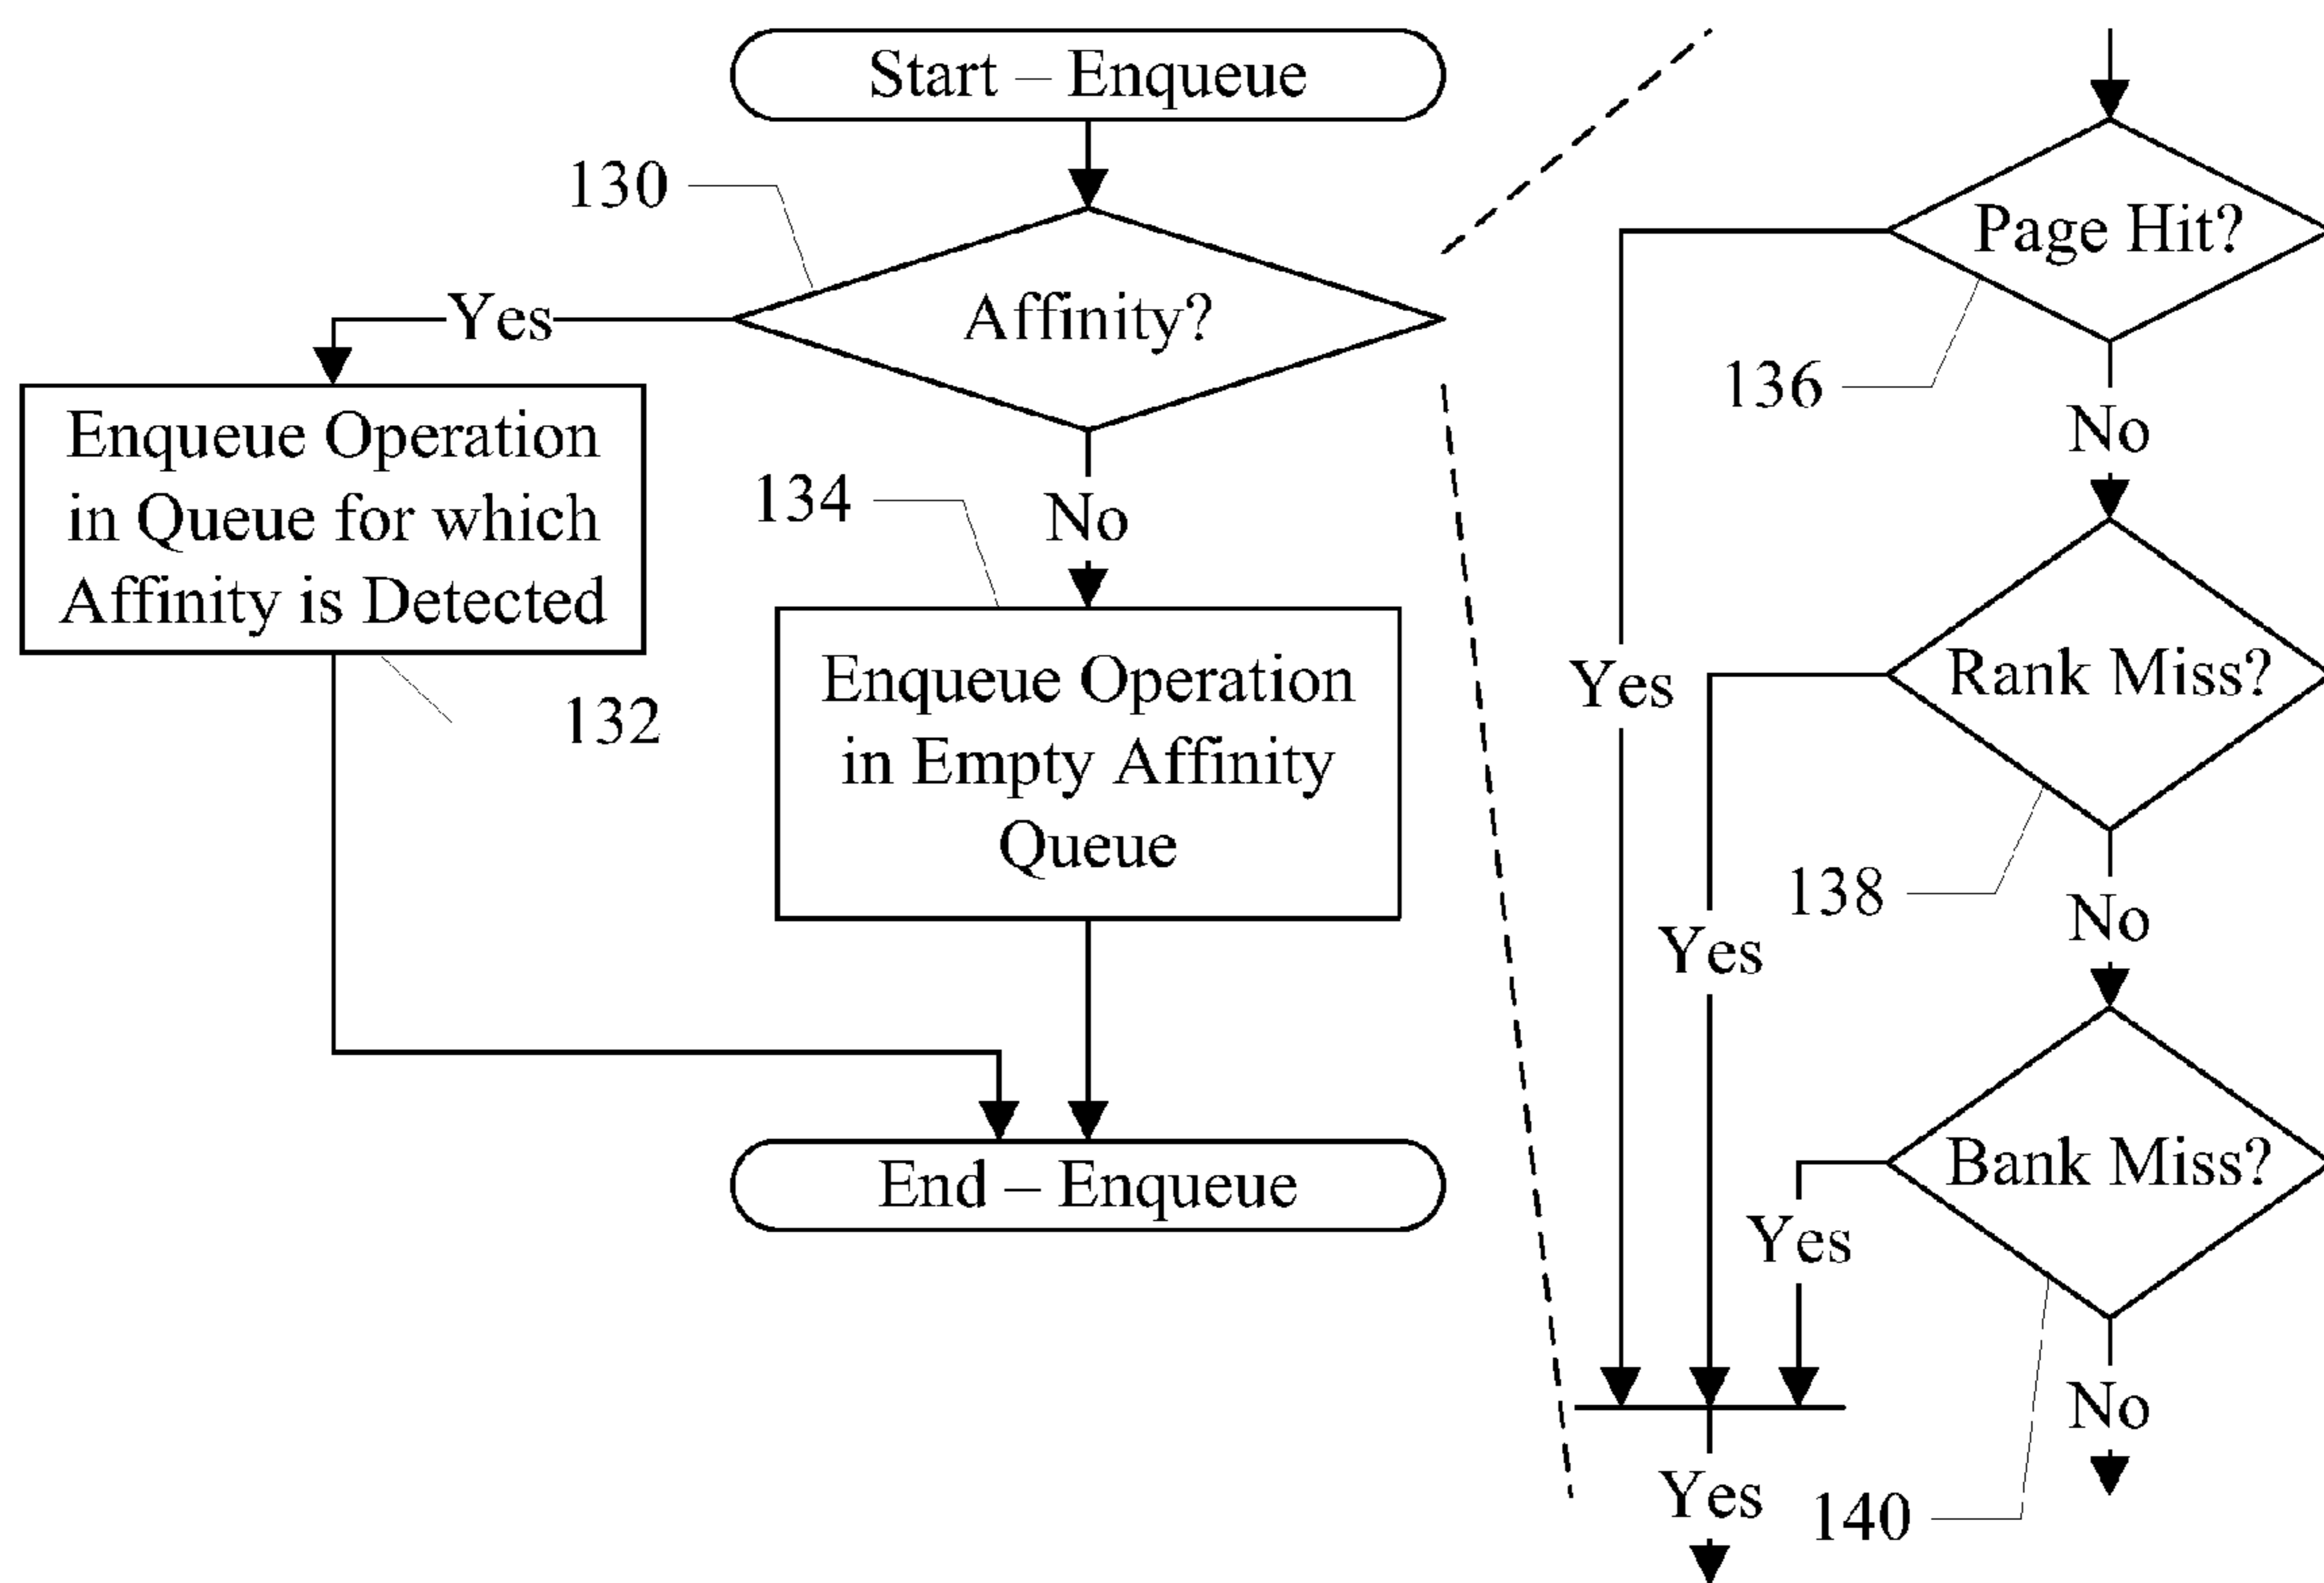 Start – Enqueue
130
Affinity?
Yes
Enqueue Operation
in Queue for which
Affinity is Detected
132
No
134
Enqueue Operation
in Empty Affinity
Queue
End – Enqueue
Page Hit?
136
No
Yes
Rank Miss?
138
No
Yes
Bank Miss?
Yes
140
No
Yes